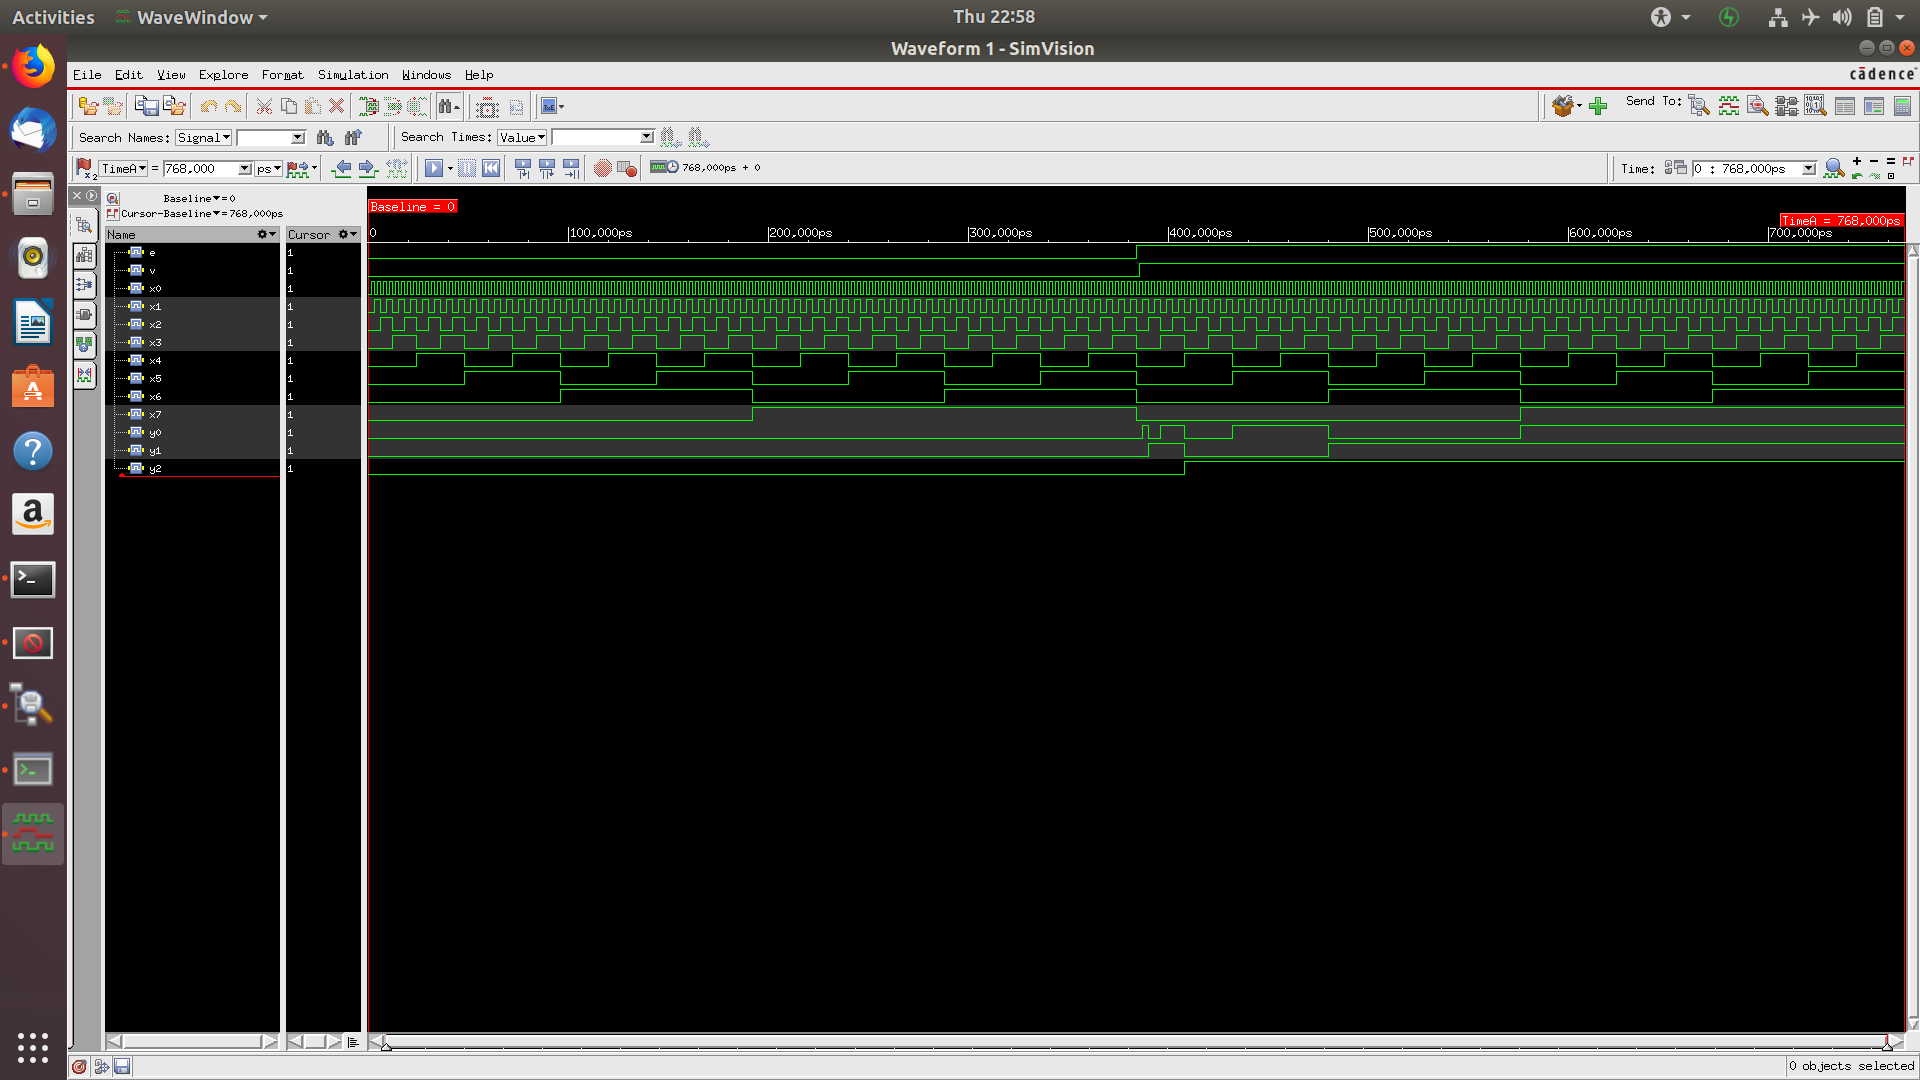 Activities WaveWindow Thu 22:58
Waveform 1 - SimVision
File Edit View Explore Format Simulation Windows Help cādence
Send To:
Search Names: Signal Search Times: Value
TimeA = 768,000 ps 768,000ps + 0 Time: 0 : 768,000ps
Baseline = 0
Cursor-Baseline = 768,000ps
Baseline = 0
TimeA = 768,000ps
Name Cursor 0 100,000ps 200,000ps 300,000ps 400,000ps 500,000ps 600,000ps 700,000ps
e 1
v 1
x0 1
x1 1
x2 1
x3 1
x4 1
x5 1
x6 1
x7 1
y0 1
y1 1
y2 1
0 objects selected